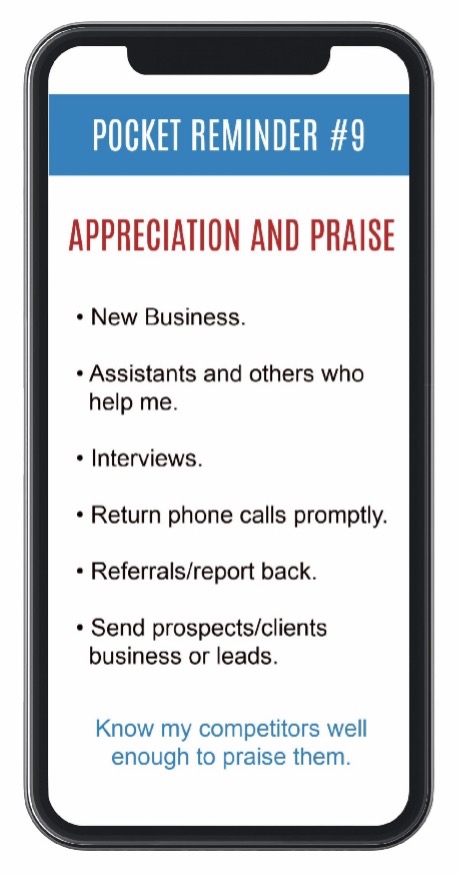 POCKET REMINDER #9
APPRECIATION AND PRAISE
• New Business.
• Assistants and others who
help me.
• Interviews.
• Return phone calls promptly.
• Referrals/report back.
• Send prospects/clients
business or leads.
Know my competitors well
enough to praise them.